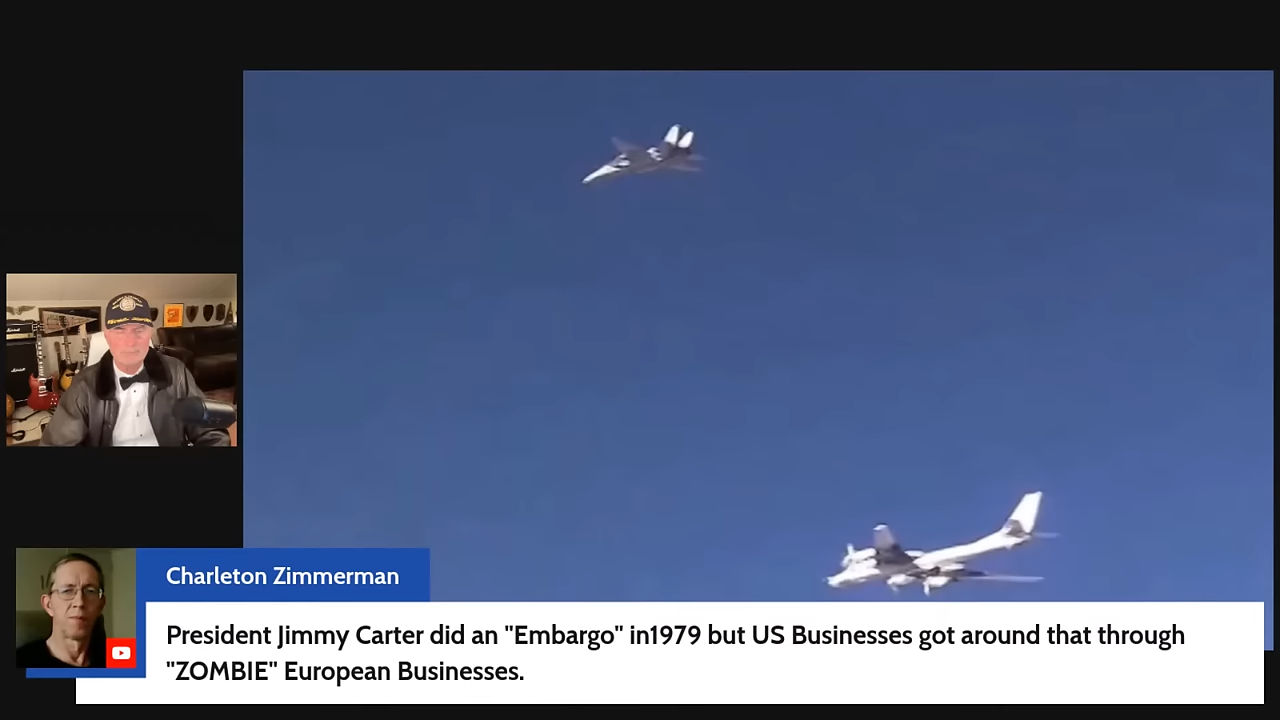 Charleton Zimmerman
President Jimmy Carter did an "Embargo" in1979 but US Businesses got around that through
"ZOMBIE" European Businesses.